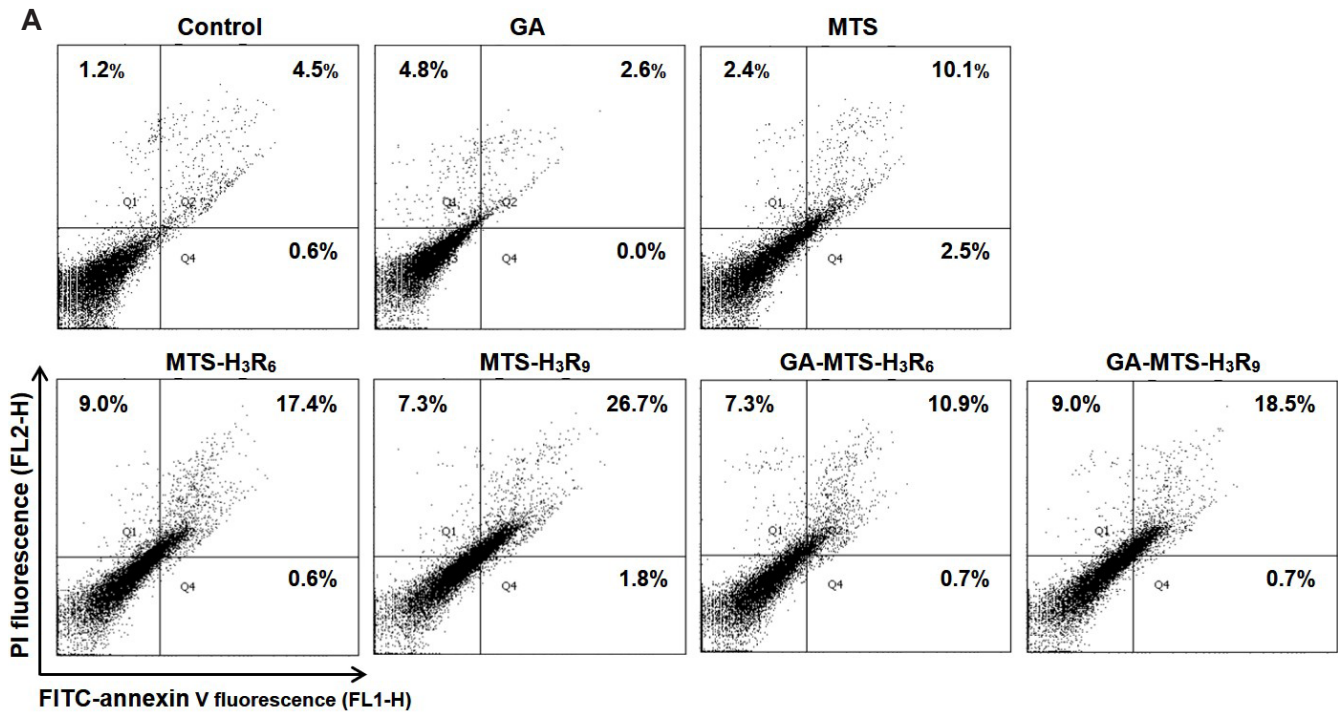 A
Control GA MTS
1.2% 4.5% 4.8% 2.6% 2.4% 10.1%
Q1 Q2 Q1 Q2 Q1
Q4 0.6% Q4 0.0% Q4 2.5%
MTS-H₃R₆ MTS-H₃R₉ GA-MTS-H₃R₆ GA-MTS-H₃R₉
9.0% 17.4% 7.3% 26.7% 7.3% 10.9% 9.0% 18.5%
Q1 Q1 Q1 Q2 Q1
Q4 0.6% Q4 1.8% Q4 0.7% Q4 0.7%
PI fluorescence (FL2-H)
FITC-annexin V fluorescence (FL1-H)